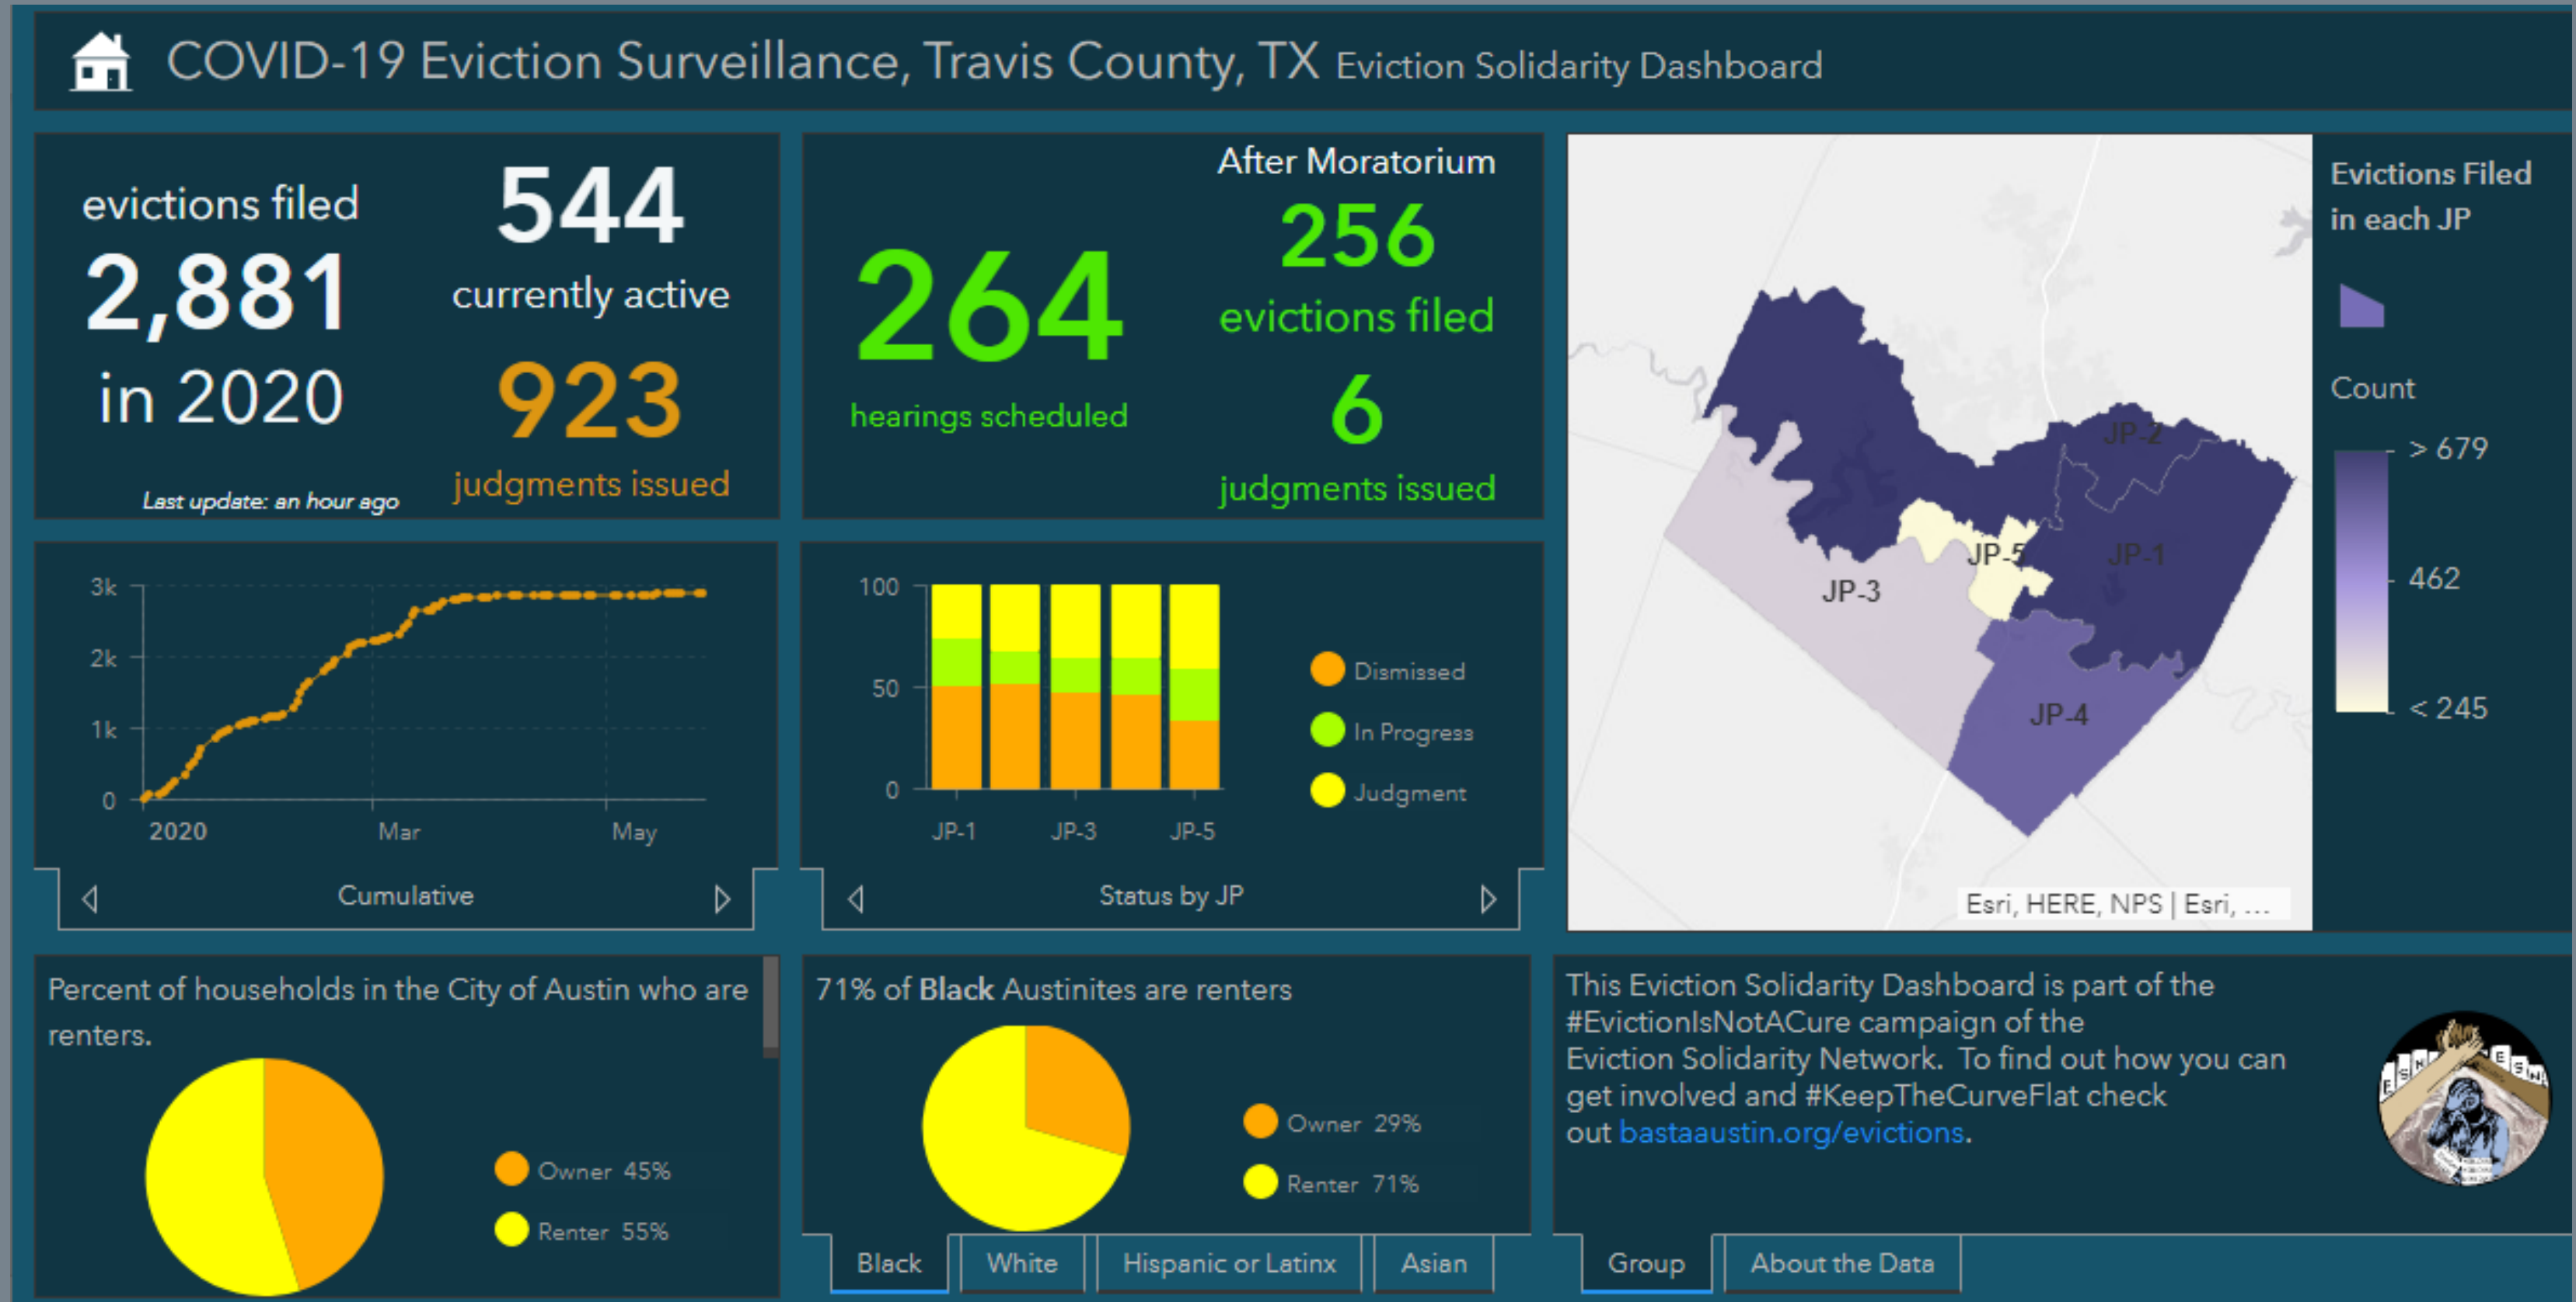 COVID-19 Eviction Surveillance, Travis County, TX Eviction Solidarity Dashboard
evictions filed
2,881
in 2020
Last update: an hour ago
544
currently active
923
judgments issued
264
hearings scheduled
After Moratorium
256
evictions filed
6
judgments issued
JP-2
JP-5
JP-1
JP-3
JP-4
Esri, HERE, NPS | Esri, ...
Evictions Filed
in each JP
Count
> 679
462
< 245
3k
2k
1k
0
2020
Mar
May
Cumulative
100
50
0
JP-1
JP-3
JP-5
Dismissed
In Progress
Judgment
Status by JP
Percent of households in the City of Austin who are
renters.
Owner 45%
Renter 55%
71% of Black Austinites are renters
Owner 29%
Renter 71%
Black
White
Hispanic or Latinx
Asian
This Eviction Solidarity Dashboard is part of the
#EvictionIsNotACure campaign of the
Eviction Solidarity Network. To find out how you can
get involved and #KeepTheCurveFlat check
out bastaaustin.org/evictions.
Group
About the Data